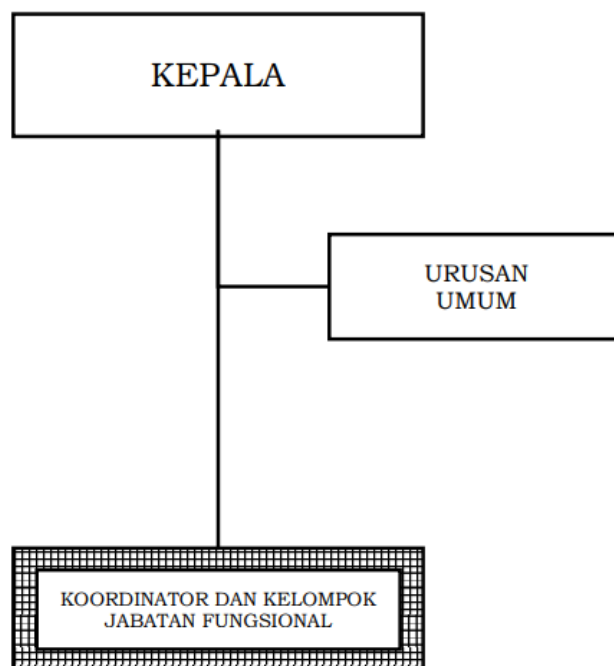 KEPALA
URUSAN
UMUM
KOORDINATOR DAN KELOMPOK
JABATAN FUNGSIONAL